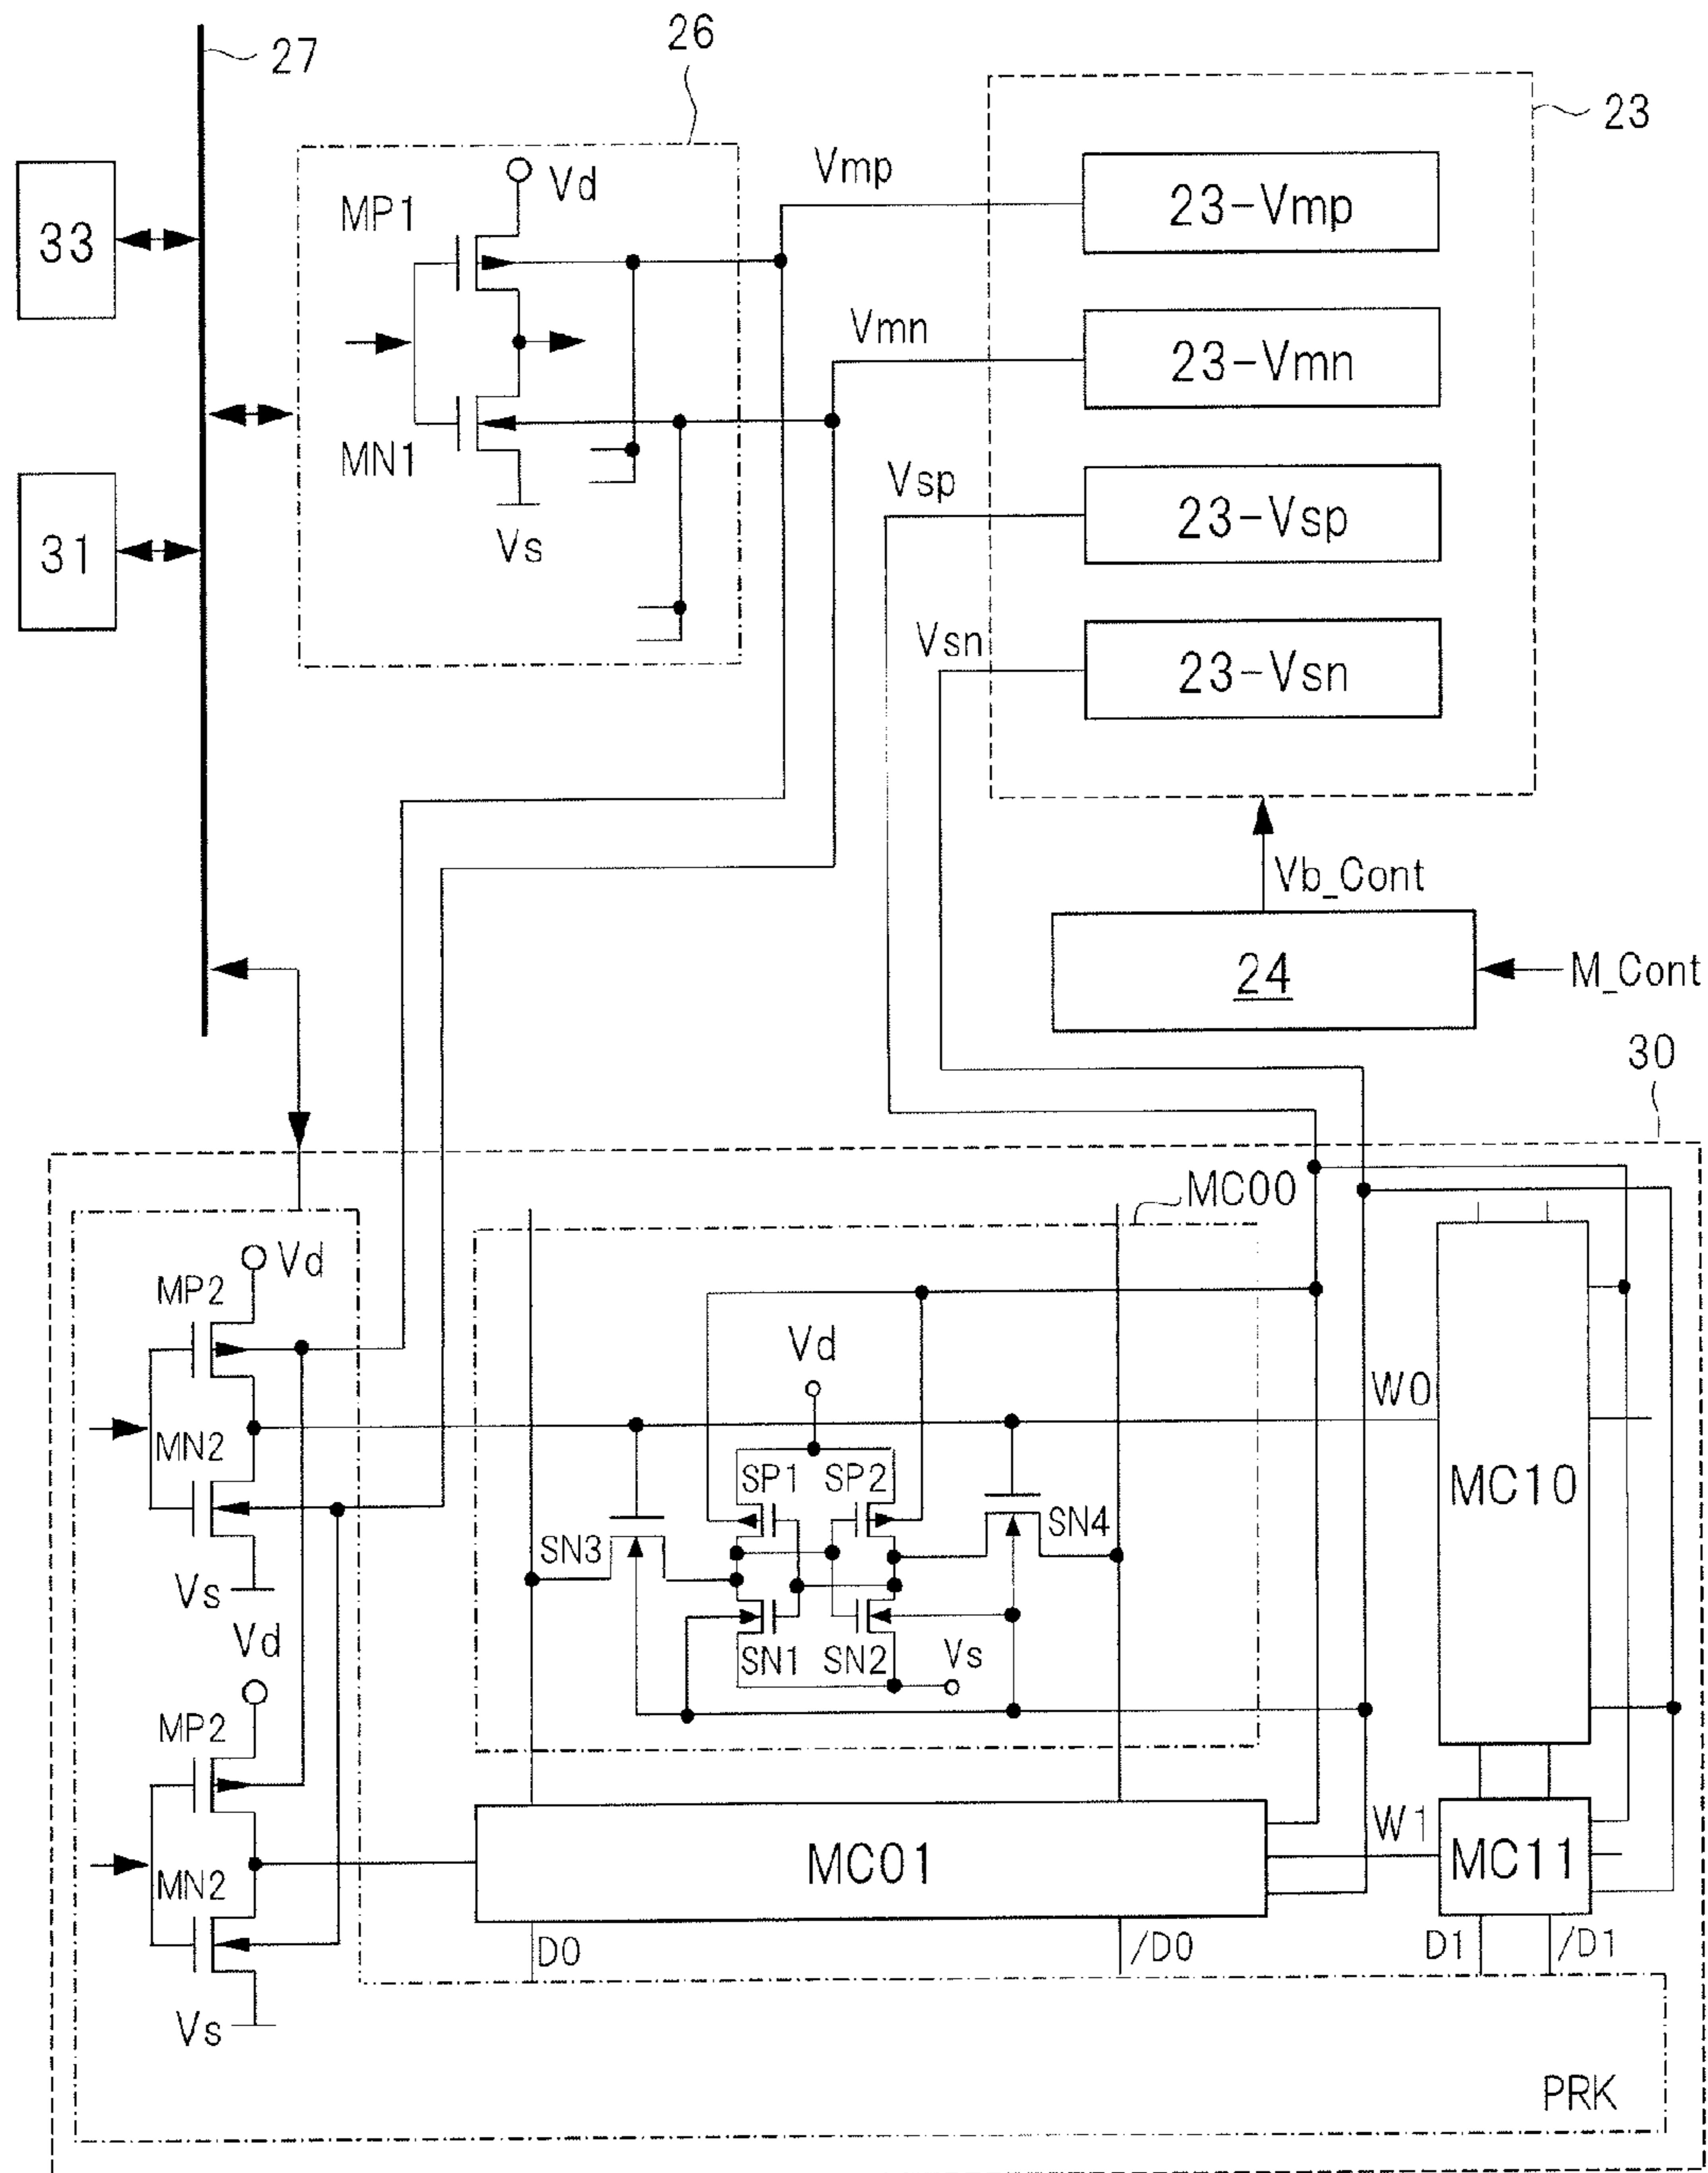 27
26
23
33
31
Vd
MP1
MN1
Vs
Vmp
Vmn
Vsp
Vsn
23-Vmp
23-Vmn
23-Vsp
23-Vsn
Vb_Cont
24
M_Cont
30
MC00
Vd
MP2
MN2
Vs
Vd
W0
MC10
SP1
SP2
SN3
SN4
SN1
SN2
Vs
Vd
MP2
MN2
Vs
MC01
W1
MC11
D0
/D0
D1
/D1
PRK